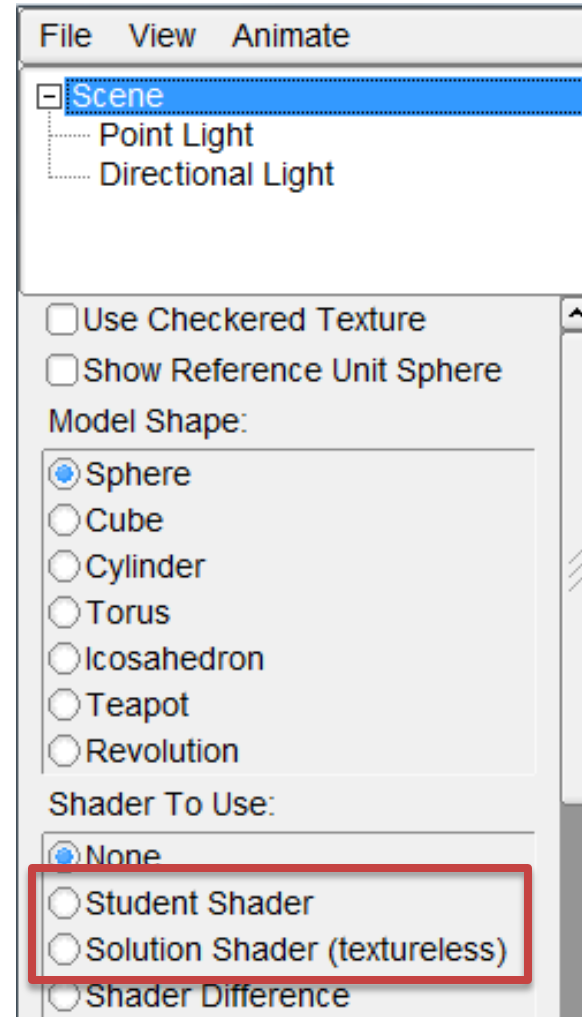 File View Animate
Scene
Point Light
Directional Light
Use Checkered Texture
Show Reference Unit Sphere
Model Shape:
Sphere
Cube
Cylinder
Torus
Icosahedron
Teapot
Revolution
Shader To Use:
None
Student Shader
Solution Shader (textureless)
Shader Difference